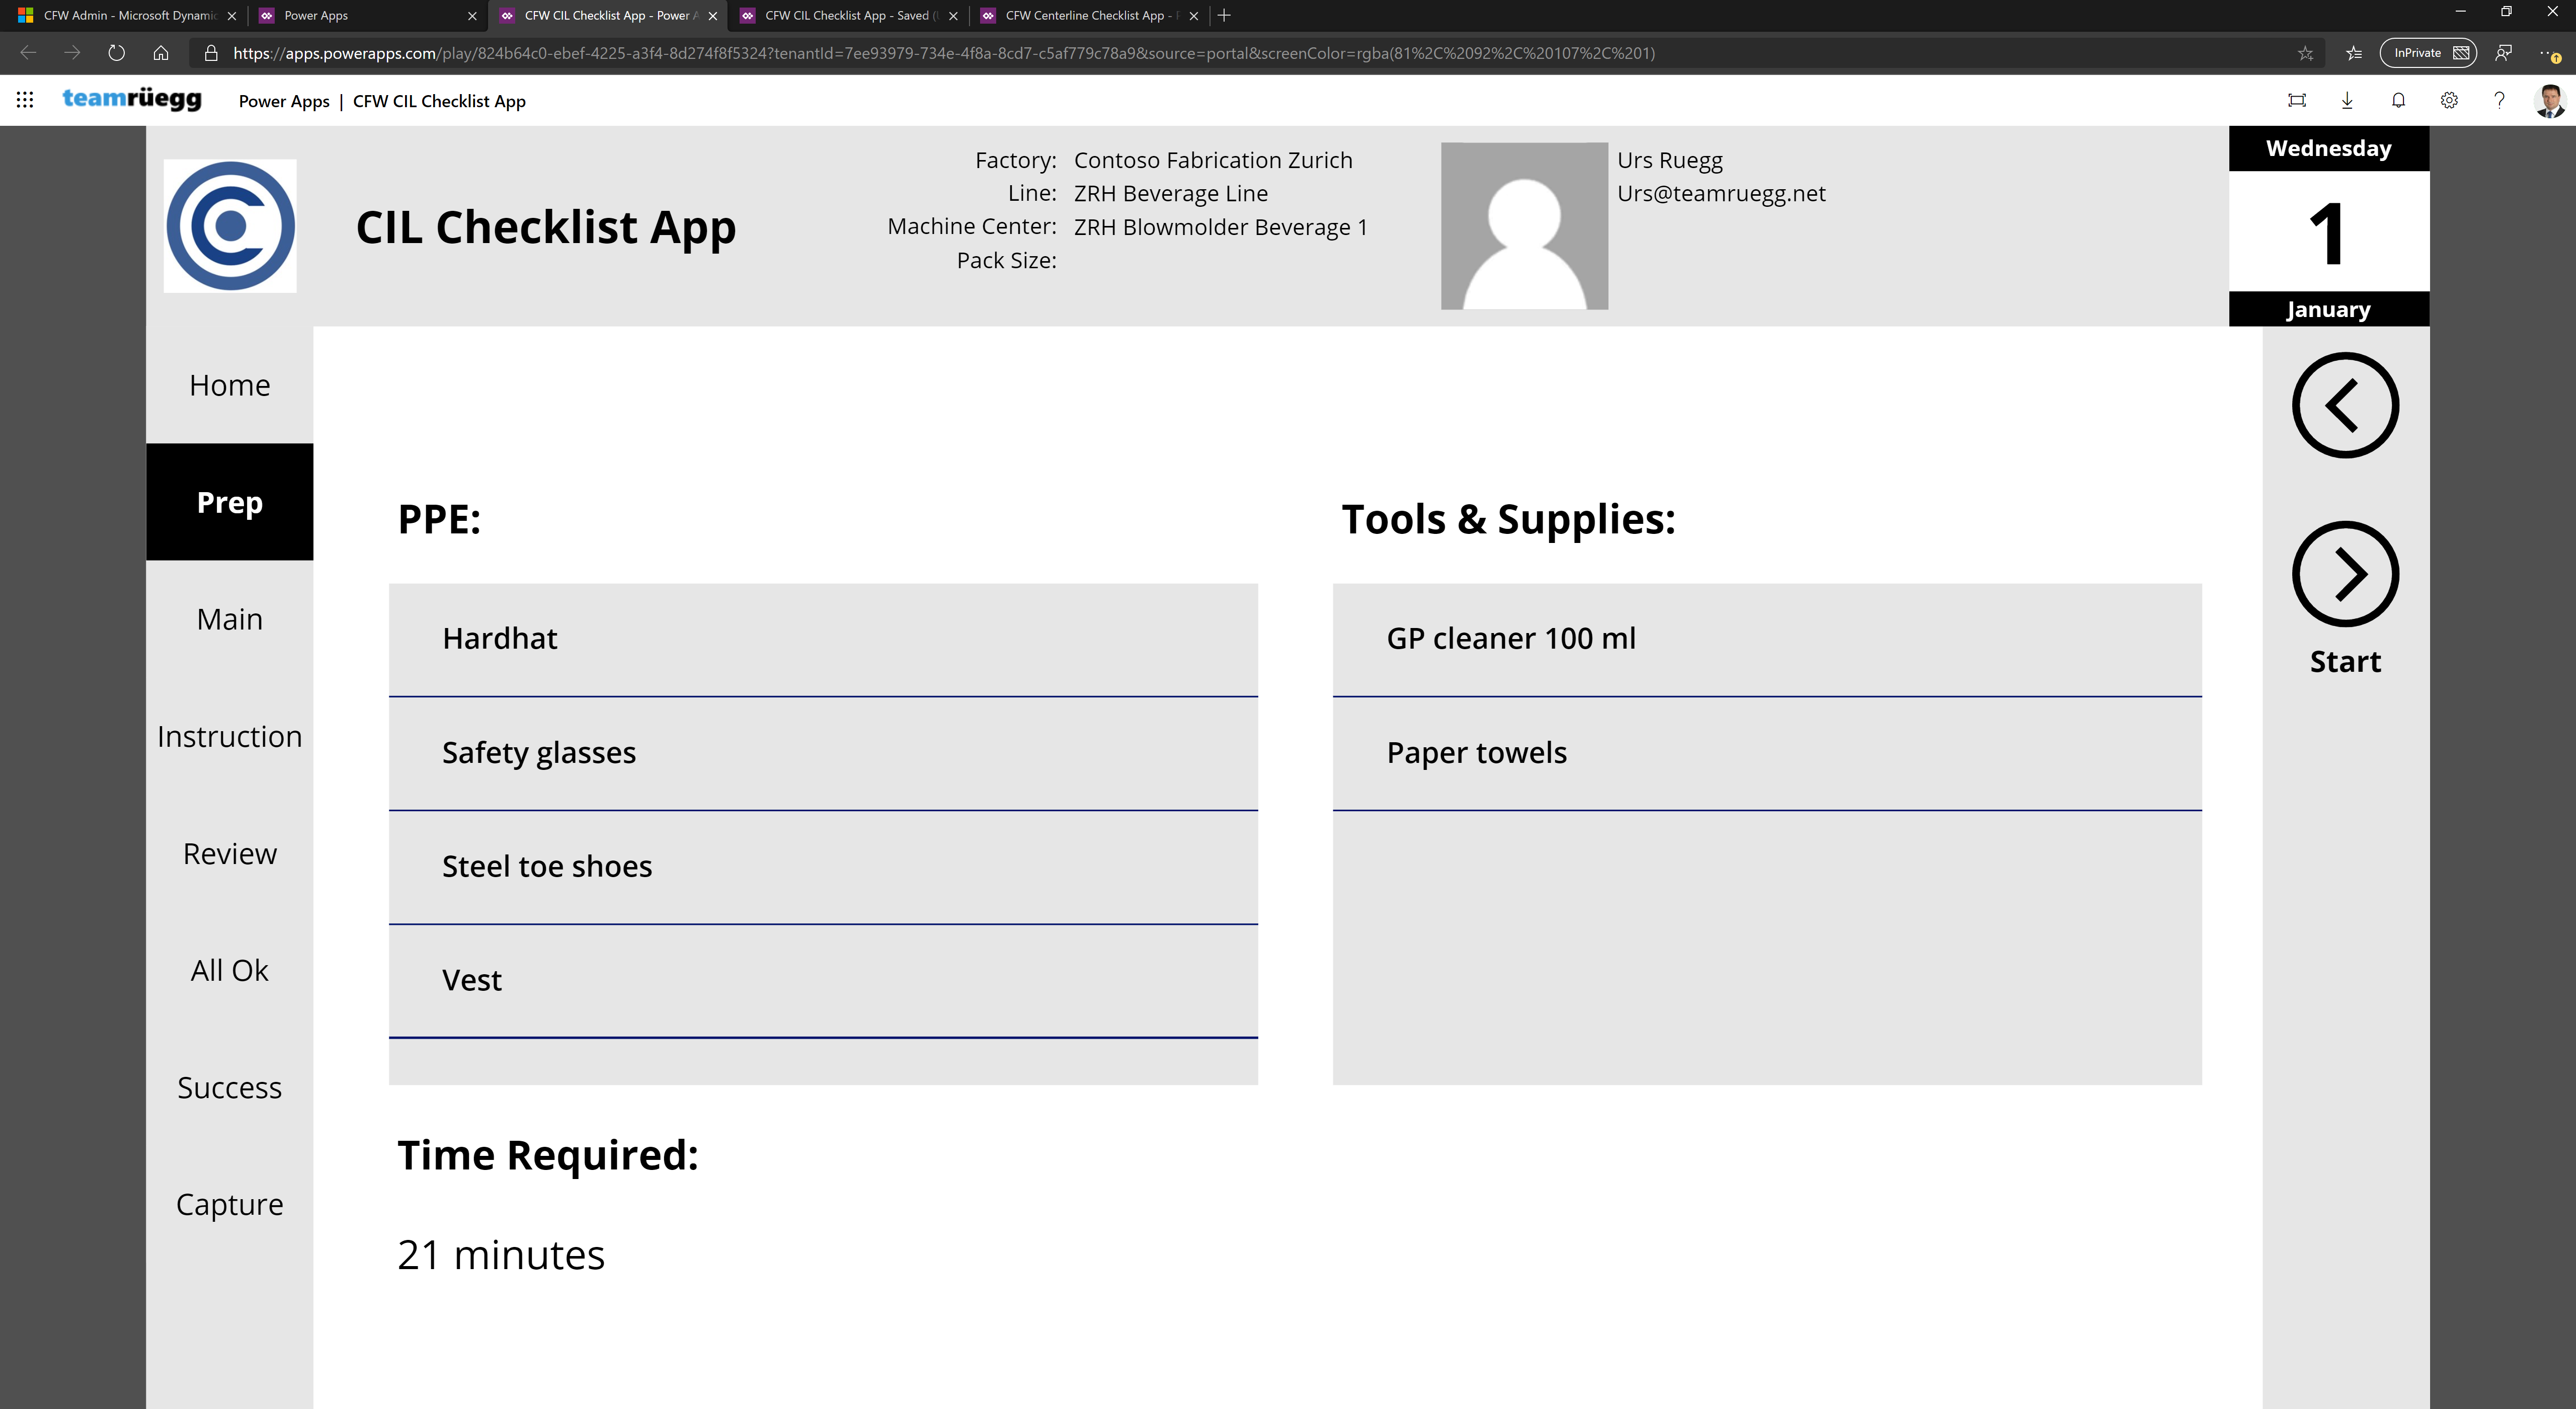 CFW Admin - Microsoft Dynamic
Power Apps
CFW CIL Checklist App - Power A
CFW CIL Checklist App - Saved (
CFW Centerline Checklist App -
https://apps.powerapps.com/play/824b64c0-ebef-4225-a3f4-8d274f8f5324?tenantId=7ee93979-734e-4f8a-8cd7-c5af779c78a9&source=portal&screenColor=rgba(81%2C%2092%2C%20107%2C%201)
InPrivate
teamrüegg
Power Apps | CFW CIL Checklist App
CIL Checklist App
Factory: Contoso Fabrication Zurich
Line: ZRH Beverage Line
Machine Center: ZRH Blowmolder Beverage 1
Pack Size:
Urs Ruegg
Urs@teamruegg.net
Wednesday
1
January
Home
Prep
Main
Instruction
Review
All Ok
Success
Capture
PPE:
Hardhat
Safety glasses
Steel toe shoes
Vest
Tools & Supplies:
GP cleaner 100 ml
Paper towels
Time Required:
21 minutes
Start